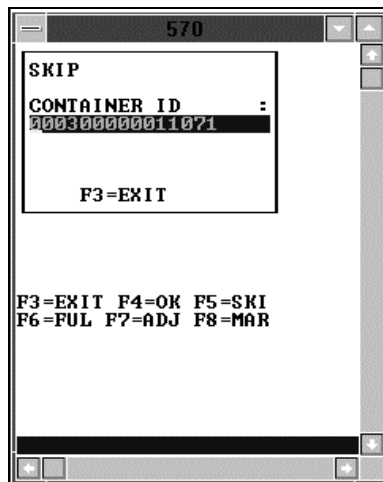 570
SKIP
CONTAINER ID :
000300000011071
F3=EXIT
F3=EXIT F4=OK F5=SKI
F6=FUL F7=ADJ F8=MAR